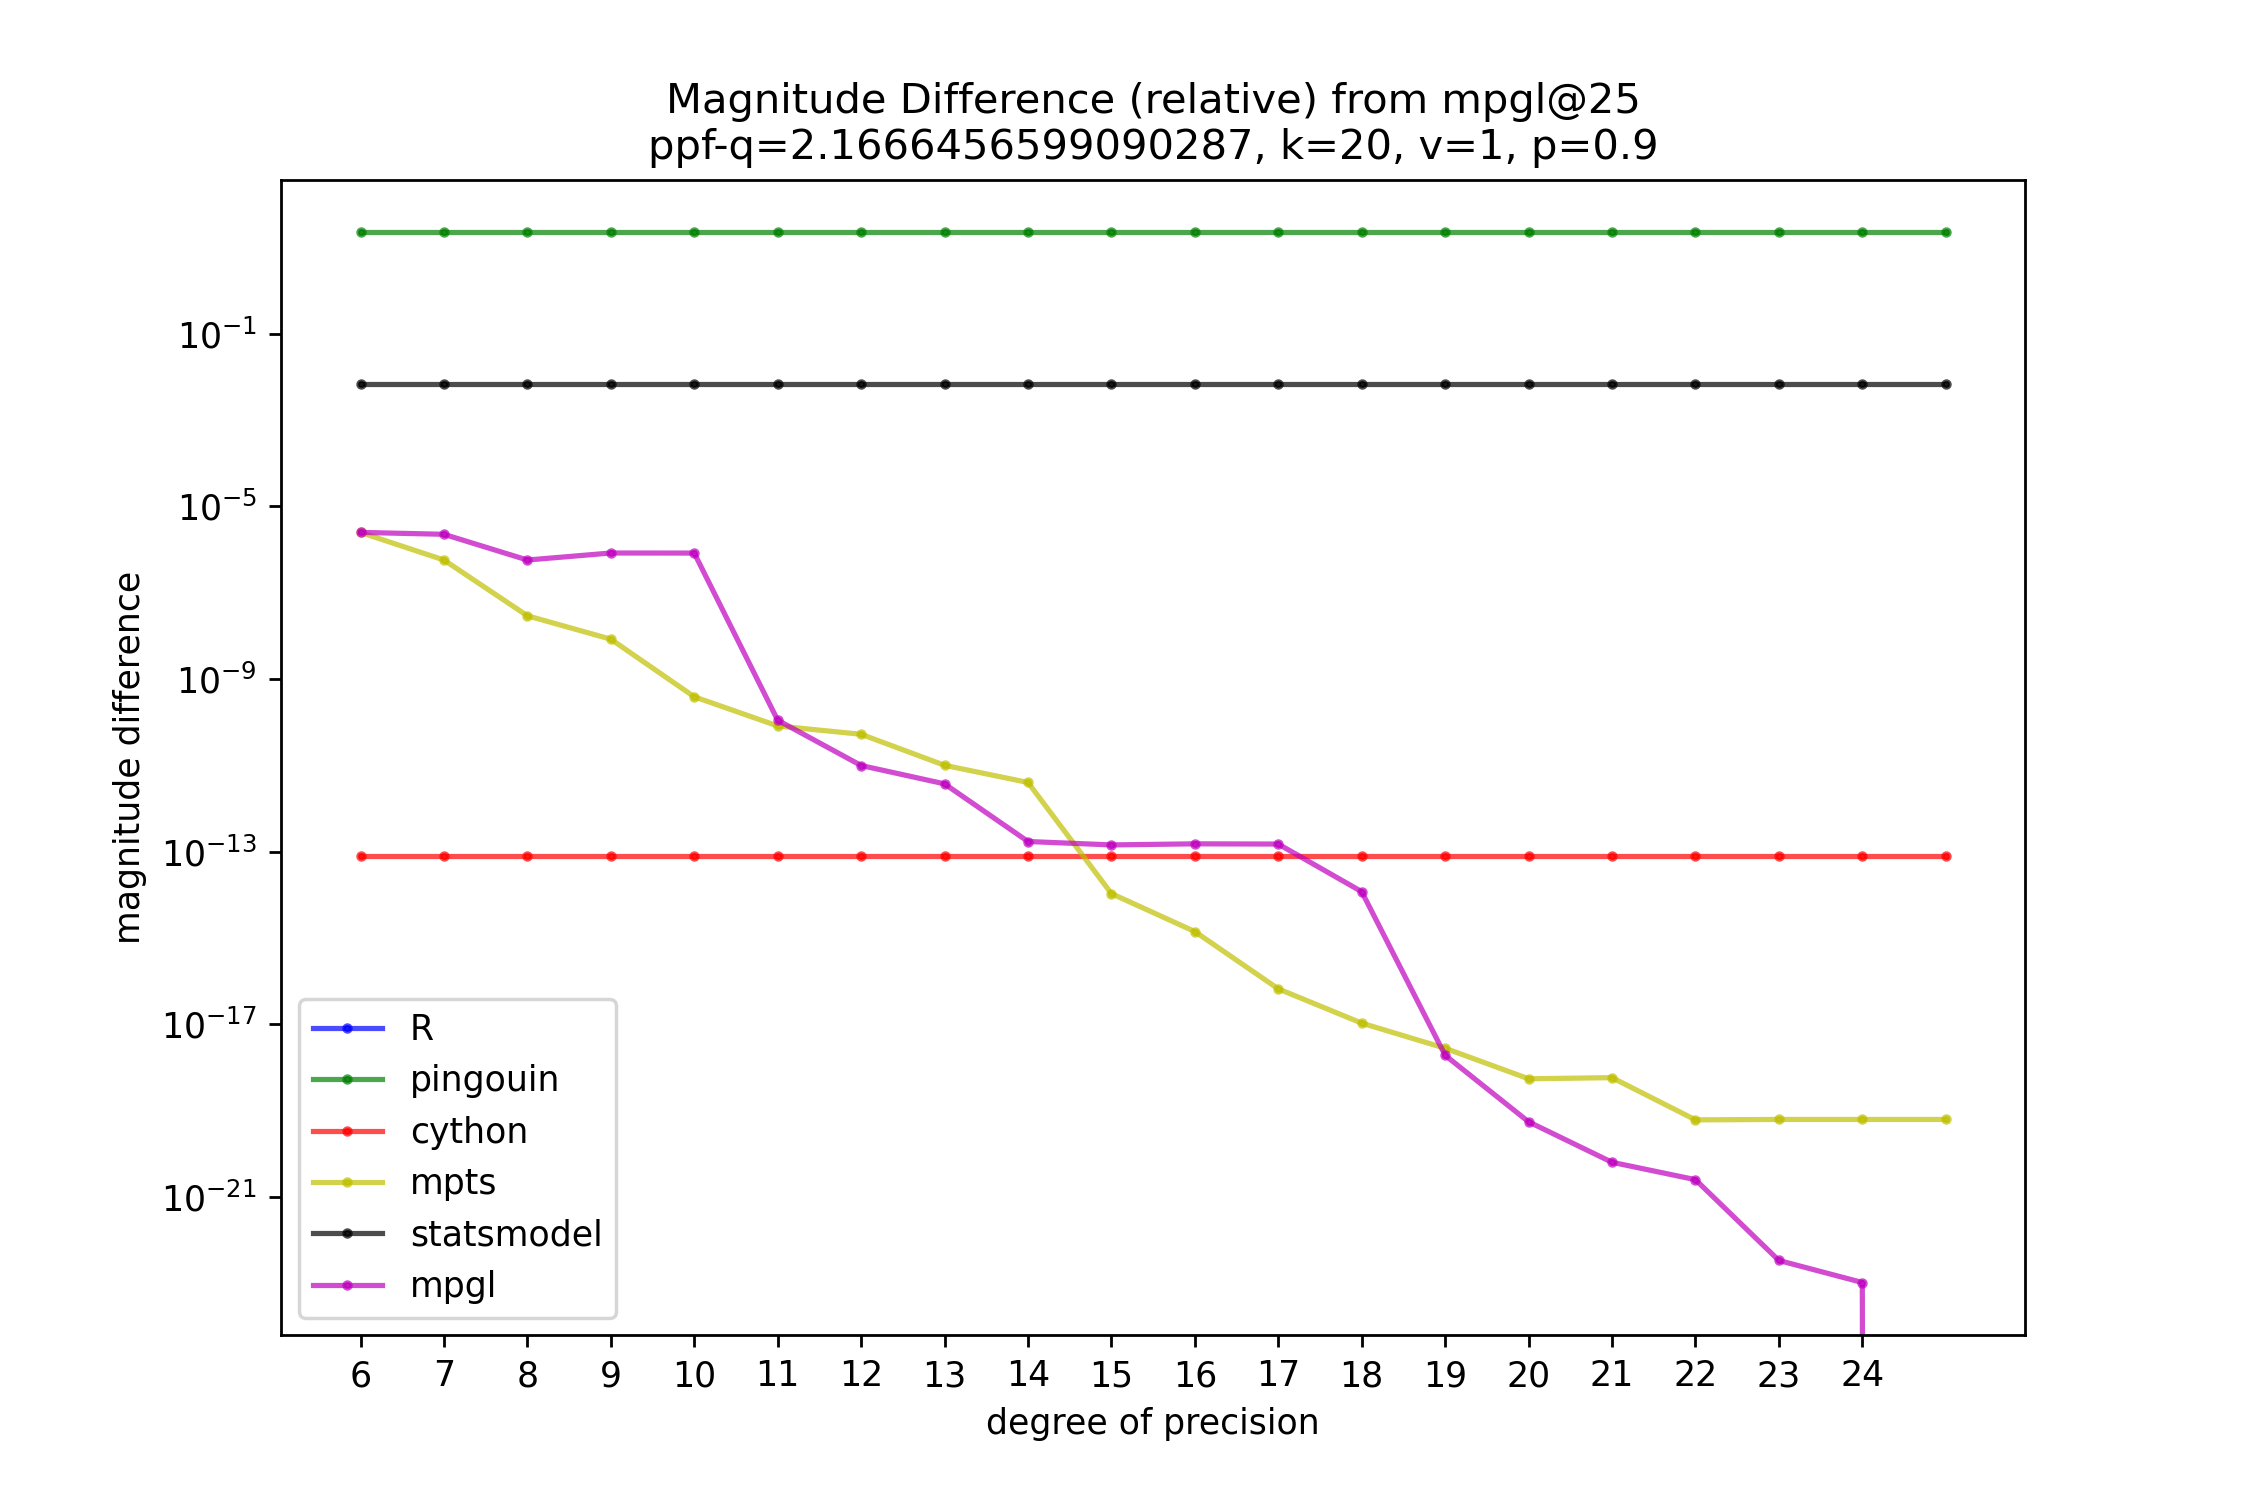 Magnitude Difference (relative) from mpgl@25
ppf-q=2.1666456599090287, k=20, v=1, p=0.9
magnitude difference
10⁻¹
10⁻⁵
10⁻⁹
10⁻¹³
10⁻¹⁷
10⁻²¹
R
pingouin
cython
mpts
statsmodel
mpgl
6 7 8 9 10 11 12 13 14 15 16 17 18 19 20 21 22 23 24
degree of precision